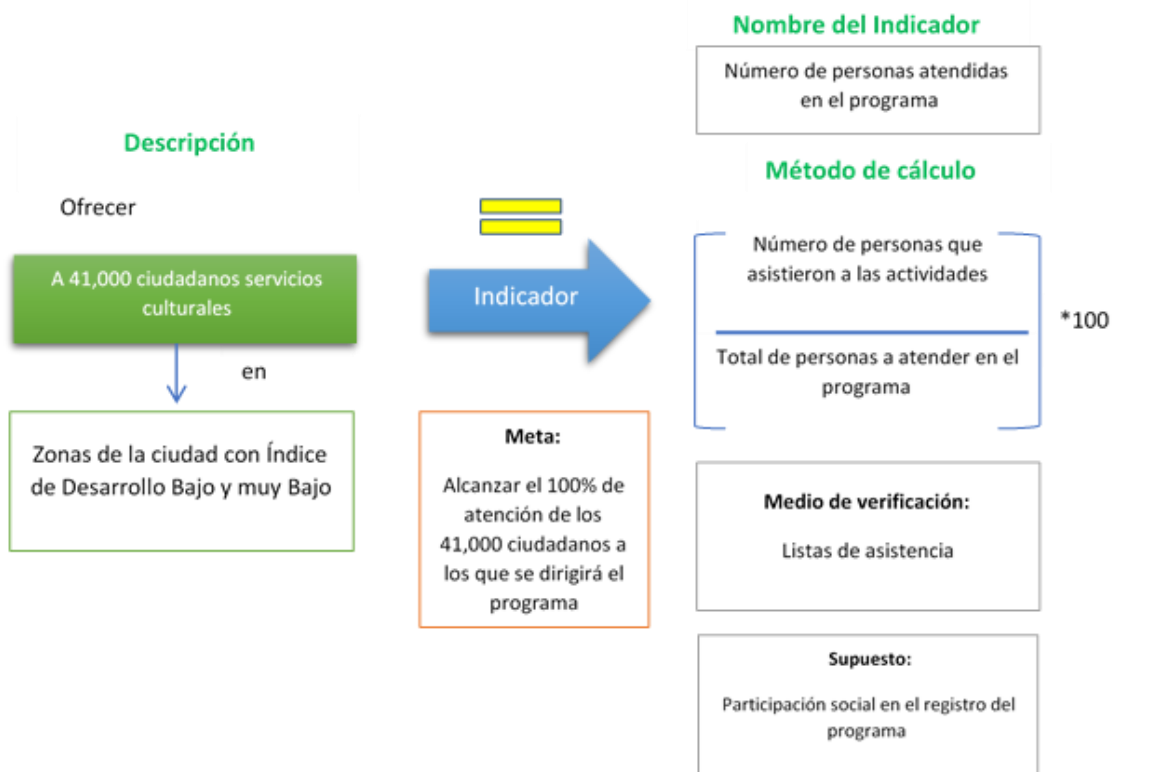 Descripción
Ofrecer
A 41,000 ciudadanos servicios
culturales
en
Zonas de la ciudad con Índice
de Desarrollo Bajo y muy Bajo
Indicador
Meta:
Alcanzar el 100% de
atención de los
41,000 ciudadanos a
los que se dirigirá el
programa
Nombre del Indicador
Número de personas atendidas
en el programa
Método de cálculo
Número de personas que
asistieron a las actividades
Total de personas a atender en el
programa
*100
Medio de verificación:
Listas de asistencia
Supuesto:
Participación social en el registro del
programa